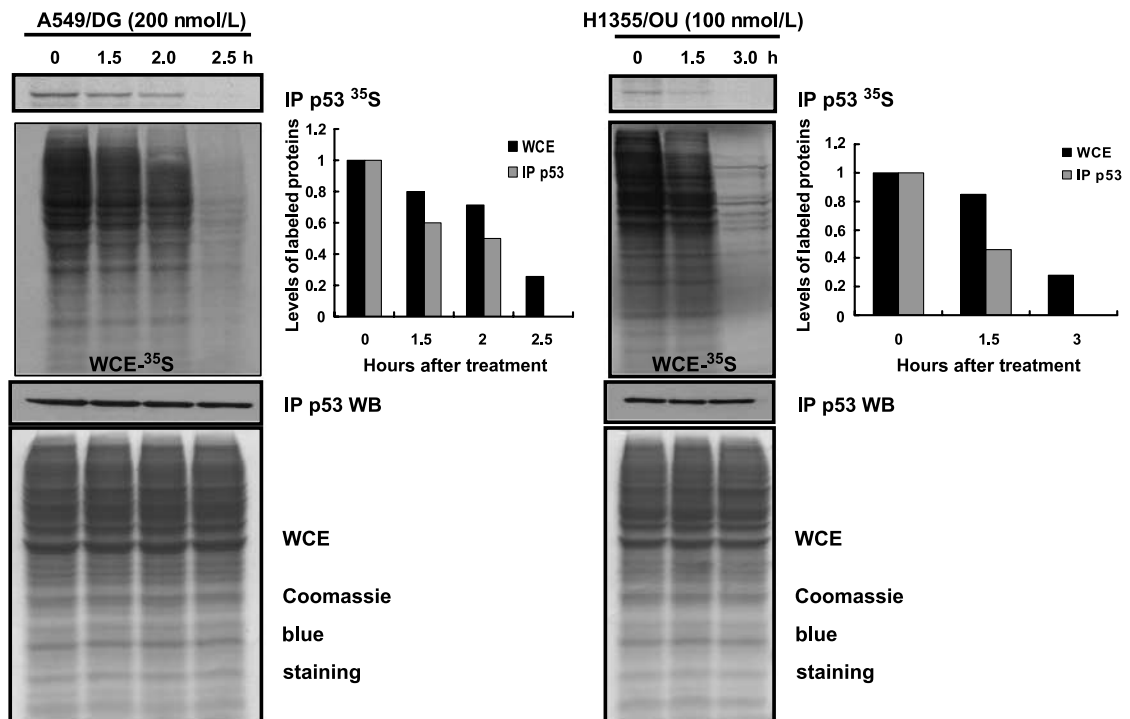 A549/DG (200 nmol/L)
0 1.5 2.0 2.5 h
IP p53 ³⁵S
WCE-³⁵S
Levels of labeled proteins
1.2
1
0.8
0.6
0.4
0.2
0
WCE
IP p53
0 1.5 2 2.5
Hours after treatment
IP p53 WB
WCE
Coomassie
blue
staining
H1355/OU (100 nmol/L)
0 1.5 3.0 h
WCE-³⁵S
Levels of labeled proteins
1.2
1
0.8
0.6
0.4
0.2
0
WCE
IP p53
0 1.5 3
Hours after treatment
IP p53 ³⁵S
IP p53 WB
WCE
Coomassie
blue
staining